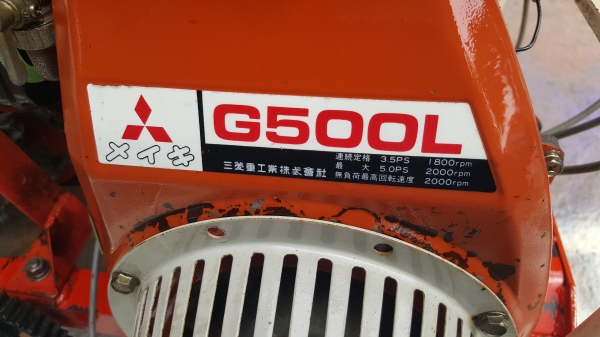 メイキ
G500L
三菱重工業株式會社
連続定格 3.5PS 1800rpm
最大 5.0PS 2000rpm
無負荷最高回転速度 2000rpm